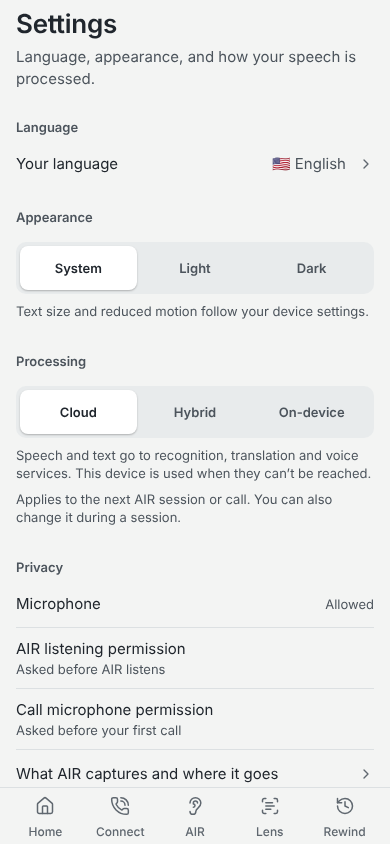 Settings
Language, appearance, and how your speech is
processed.
Language
Your language
English
Appearance
System
Light
Dark
Text size and reduced motion follow your device settings.
Processing
Cloud
Hybrid
On-device
Speech and text go to recognition, translation and voice
services. This device is used when they can’t be reached.
Applies to the next AIR session or call. You can also
change it during a session.
Privacy
Microphone
Allowed
AIR listening permission
Asked before AIR listens
Call microphone permission
Asked before your first call
What AIR captures and where it goes
Home
Connect
AIR
Lens
Rewind